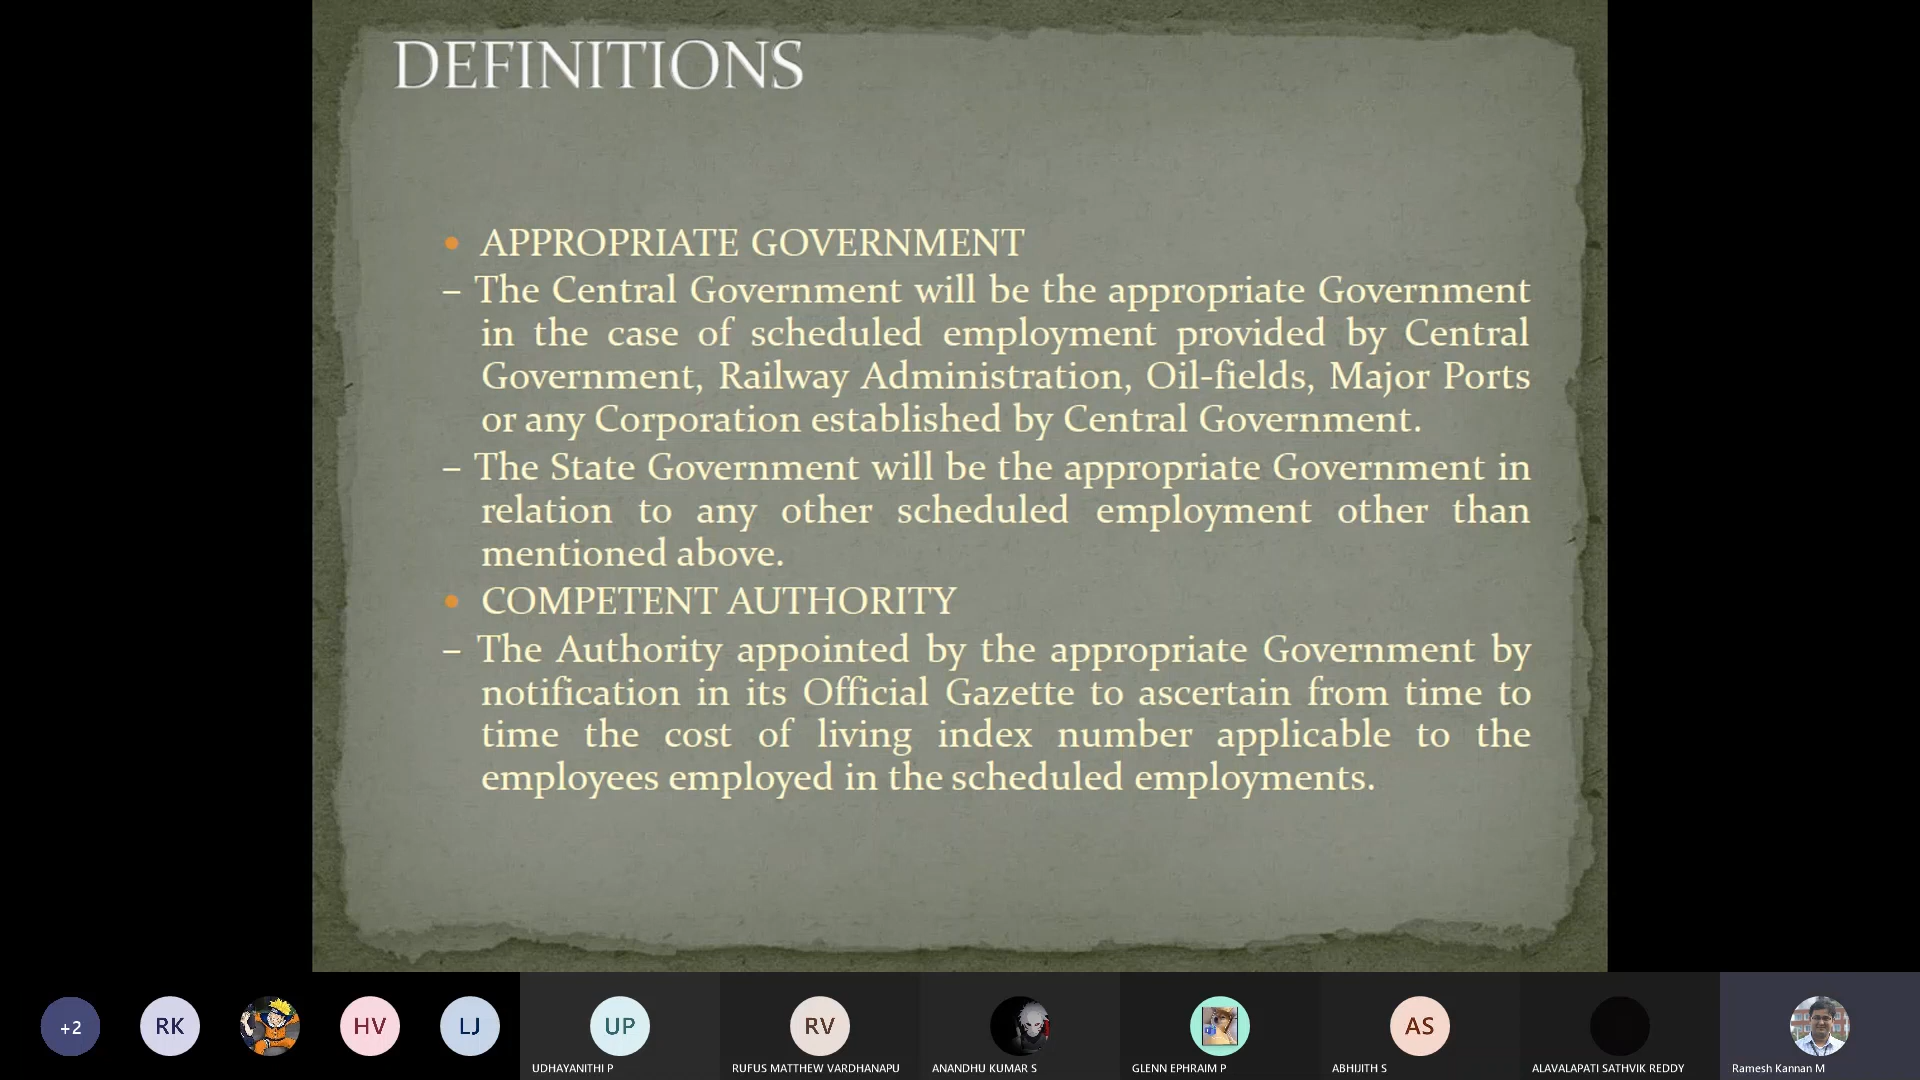 DEFINITIONS
• APPROPRIATE GOVERNMENT
– The Central Government will be the appropriate Government
in the case of scheduled employment provided by Central
Government, Railway Administration, Oil-fields, Major Ports
or any Corporation established by Central Government.
– The State Government will be the appropriate Government in
relation to any other scheduled employment other than
mentioned above.
• COMPETENT AUTHORITY
– The Authority appointed by the appropriate Government by
notification in its Official Gazette to ascertain from time to
time the cost of living index number applicable to the
employees employed in the scheduled employments.
+2
RK
HV
LJ
UP
RV
AS
UDHAYANITHI P
RUFUS MATTHEW VARDHANAPU
ANANDHU KUMAR S
GLENN EPHRAIM P
ABHIJITH S
ALAVALAPATI SATHVIK REDDY
Ramesh Kannan M